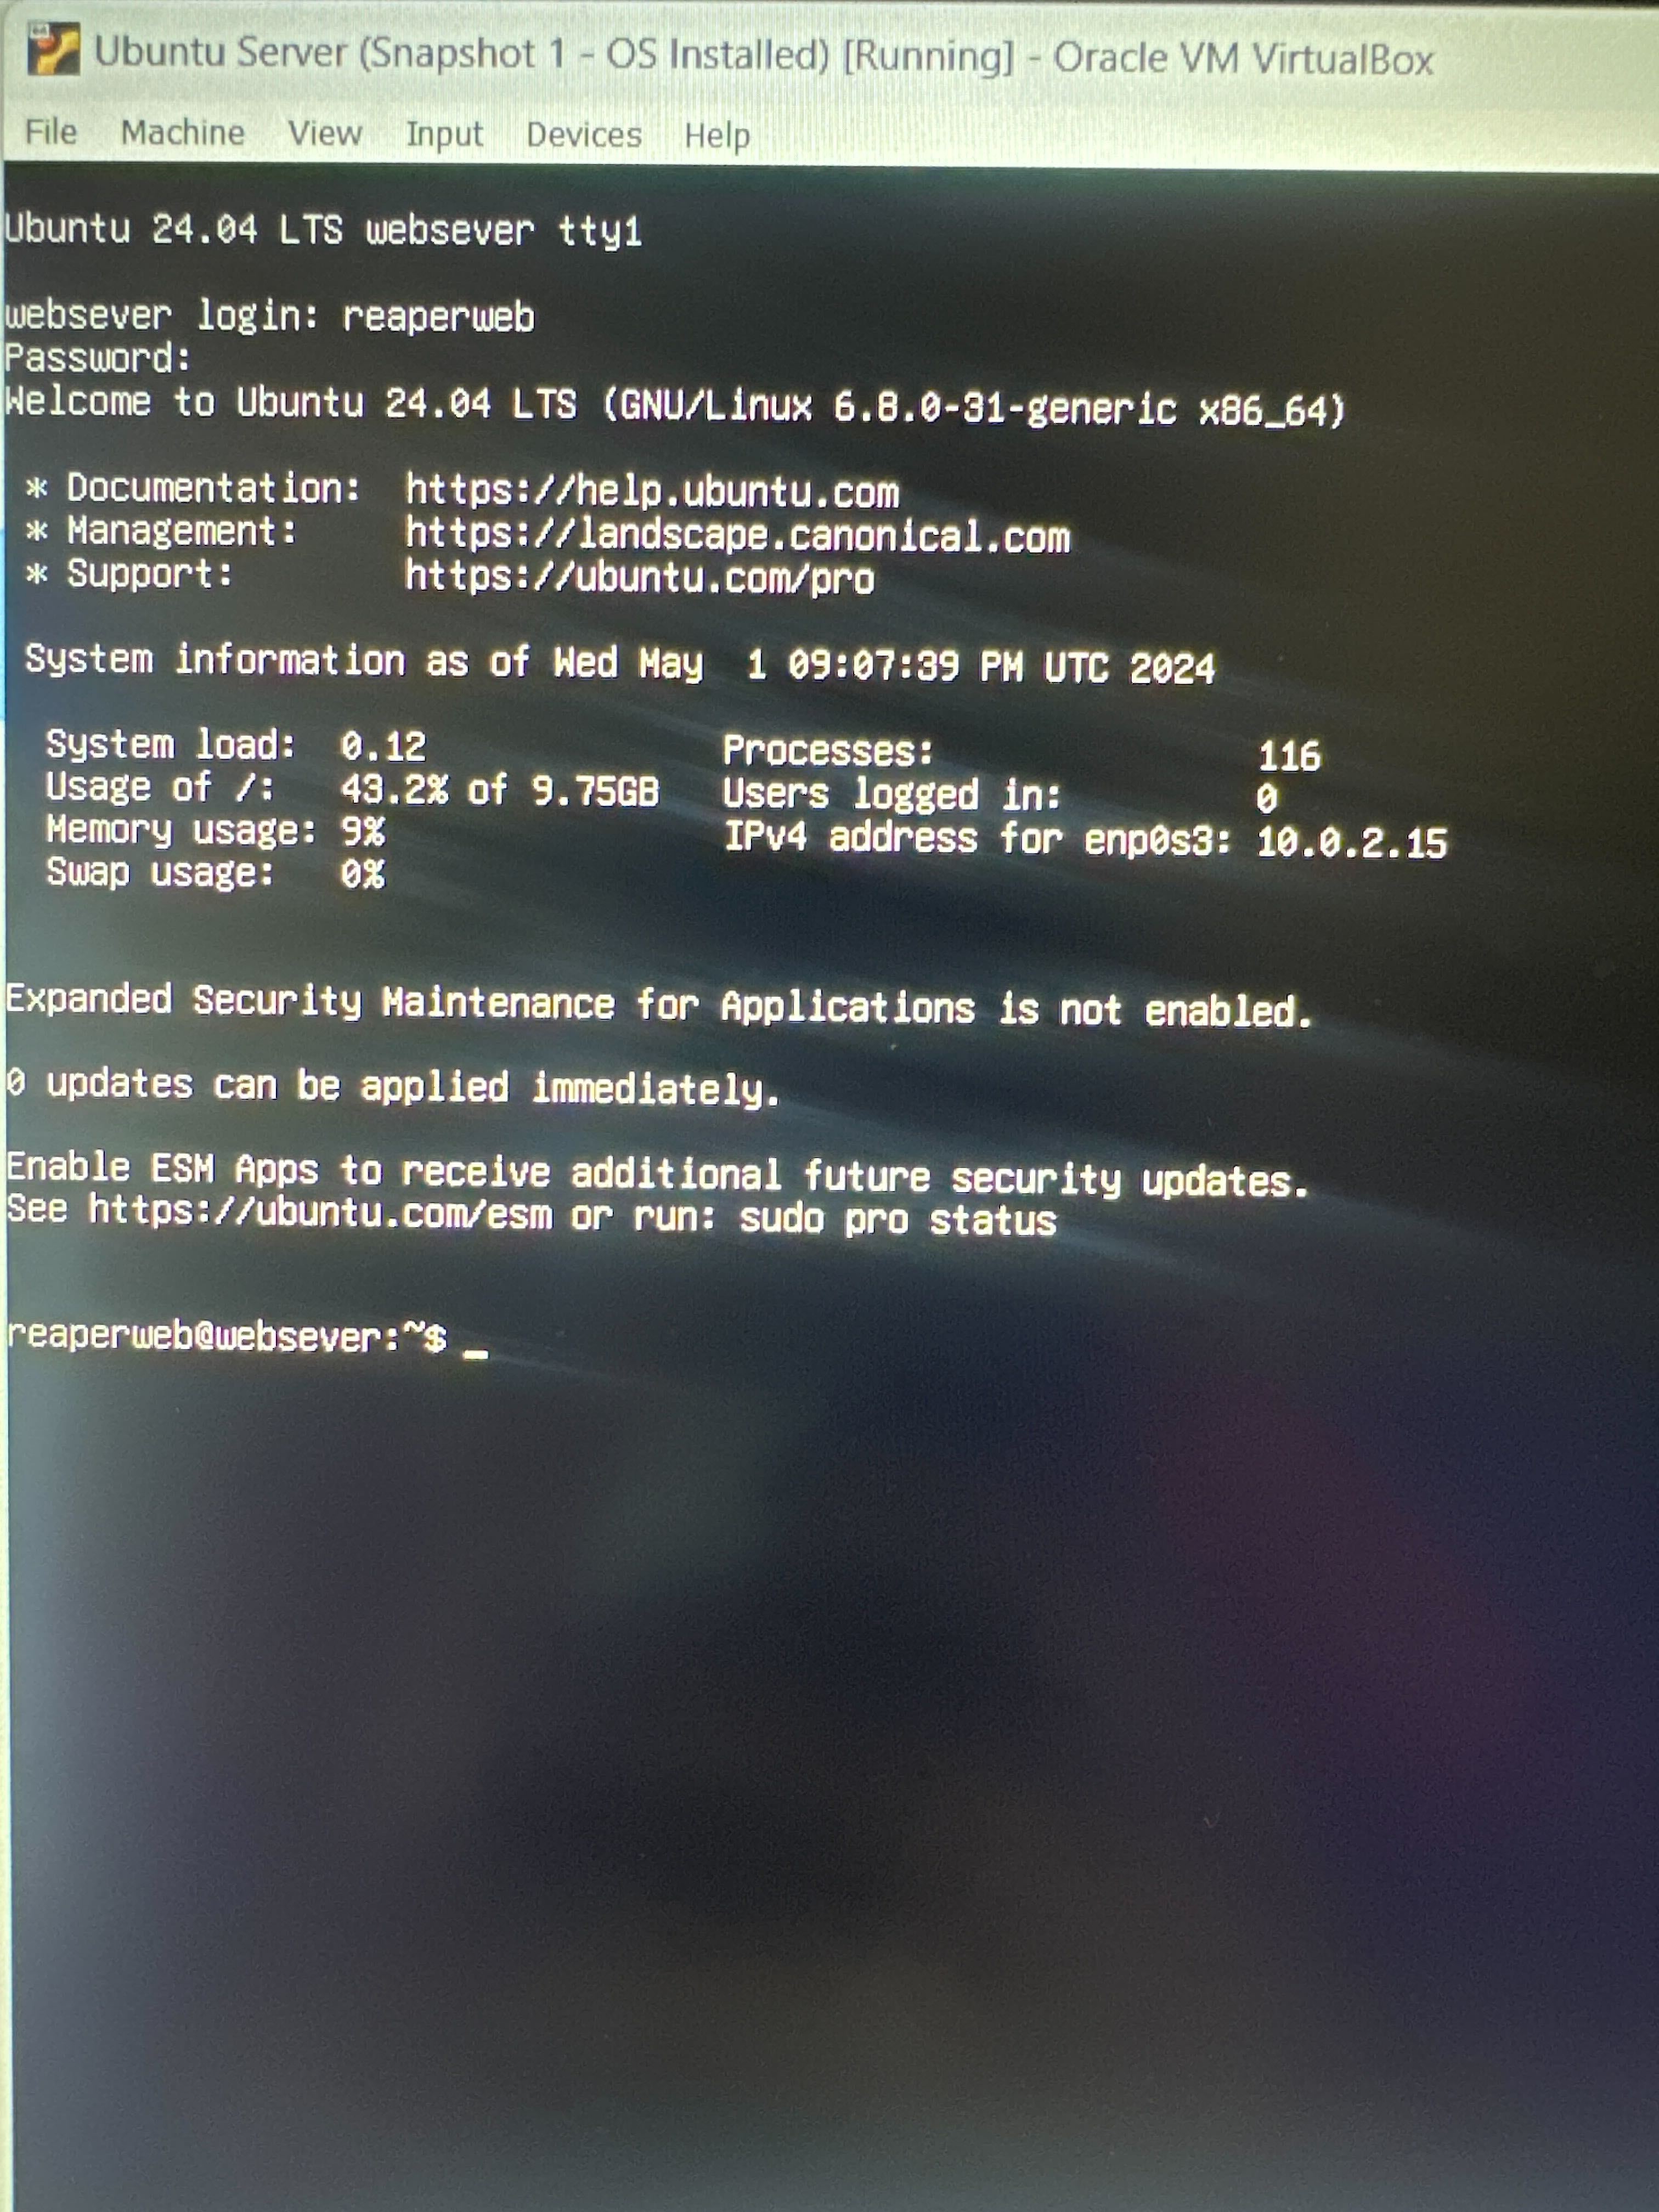 Ubuntu Server (Snapshot 1 - OS Installed) [Running] - Oracle VM VirtualBox
File Machine View Input Devices Help
Ubuntu 24.04 LTS websever tty1
websever login: reaperweb
Password:
Welcome to Ubuntu 24.04 LTS (GNU/Linux 6.8.0-31-generic x86_64)
* Documentation: https://help.ubuntu.com
* Management: https://landscape.canonical.com
* Support: https://ubuntu.com/pro
System information as of Wed May 1 09:07:39 PM UTC 2024
System load: 0.12 Processes: 116
Usage of /: 43.2% of 9.75GB Users logged in: 0
Memory usage: 9% IPv4 address for enp0s3: 10.0.2.15
Swap usage: 0%
Expanded Security Maintenance for Applications is not enabled.
0 updates can be applied immediately.
Enable ESM Apps to receive additional future security updates.
See https://ubuntu.com/esm or run: sudo pro status
reaperweb@websever:~$ _